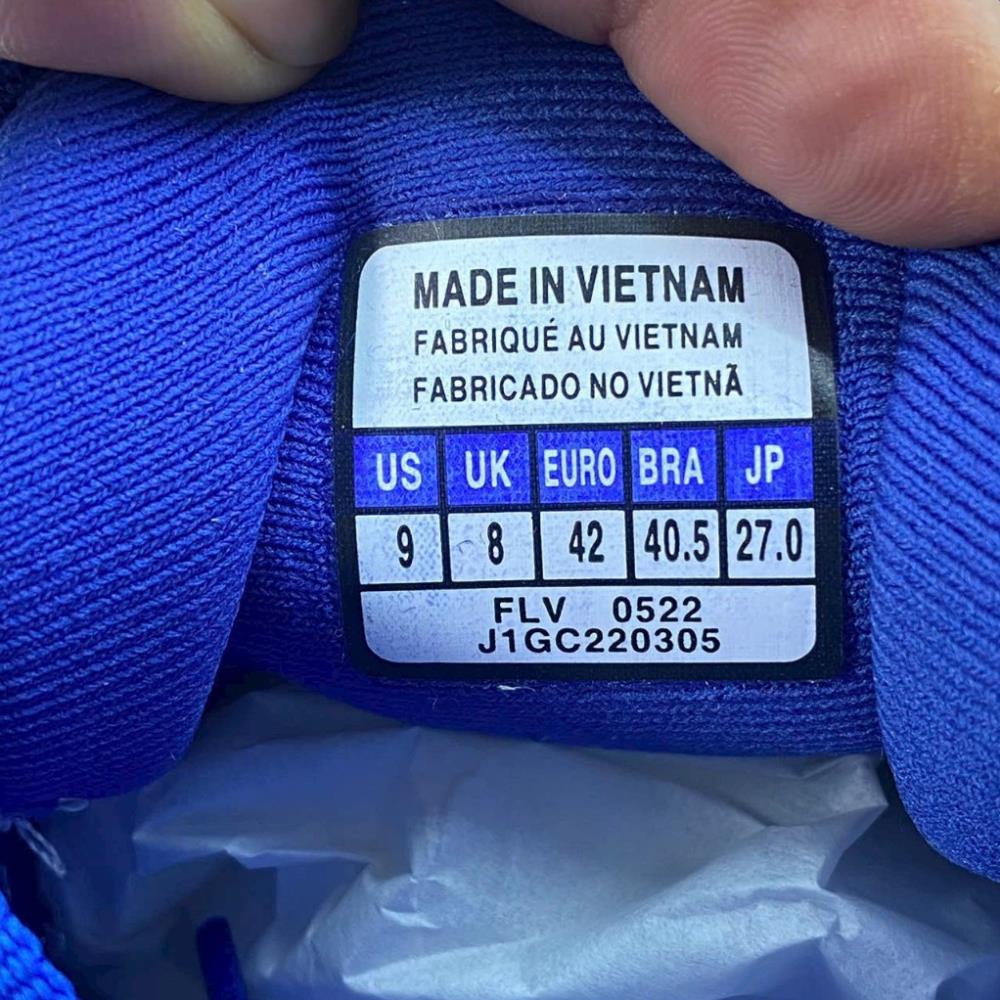 MADE IN VIETNAM
FABRIQUÉ AU VIETNAM
FABRICADO NO VIETNÃ
US UK EURO BRA JP
9 8 42 40.5 27.0
FLV 0522
J1GC220305